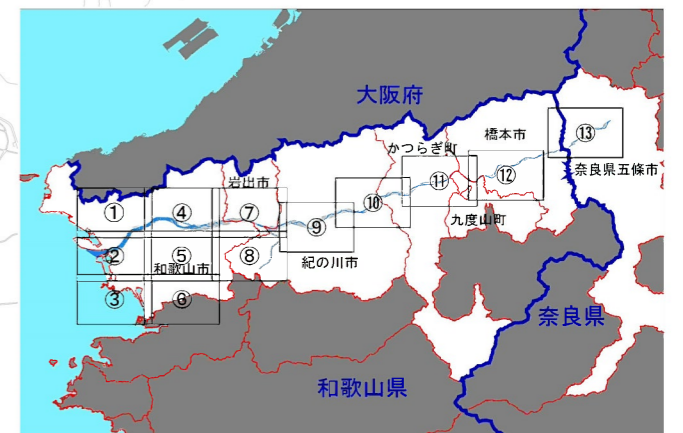 大阪府
橋本市
⑬
かつらぎ町
奈良県五條市
岩出市
⑪
⑫
⑩
①
④
⑦
⑨
九度山町
②
⑤
⑧
紀の川市
和歌山市
③
⑥
奈良県
和歌山県